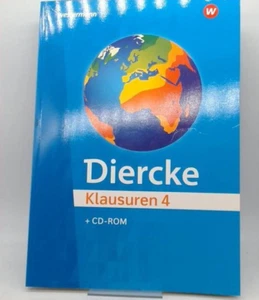 westermann
W
Diercke
Klausuren 4
+ CD-ROM